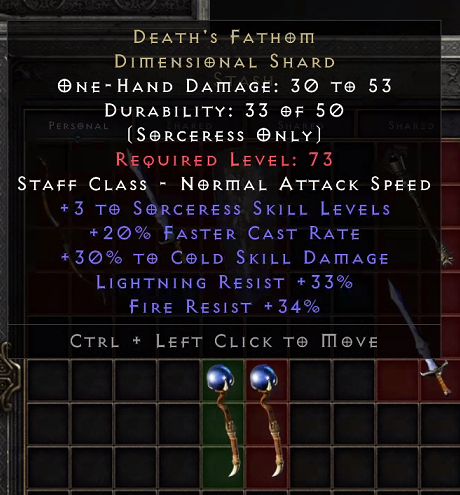 Death's Fathom
Dimensional Shard
One-Hand Damage: 30 to 53
Durability: 33 of 50
(Sorceress Only)
Required Level: 73
Staff Class - Normal Attack Speed
+3 to Sorceress Skill Levels
+20% Faster Cast Rate
+30% to Cold Skill Damage
Lightning Resist +33%
Fire Resist +34%
Ctrl + Left Click to Move
Stash
Personal
Shared